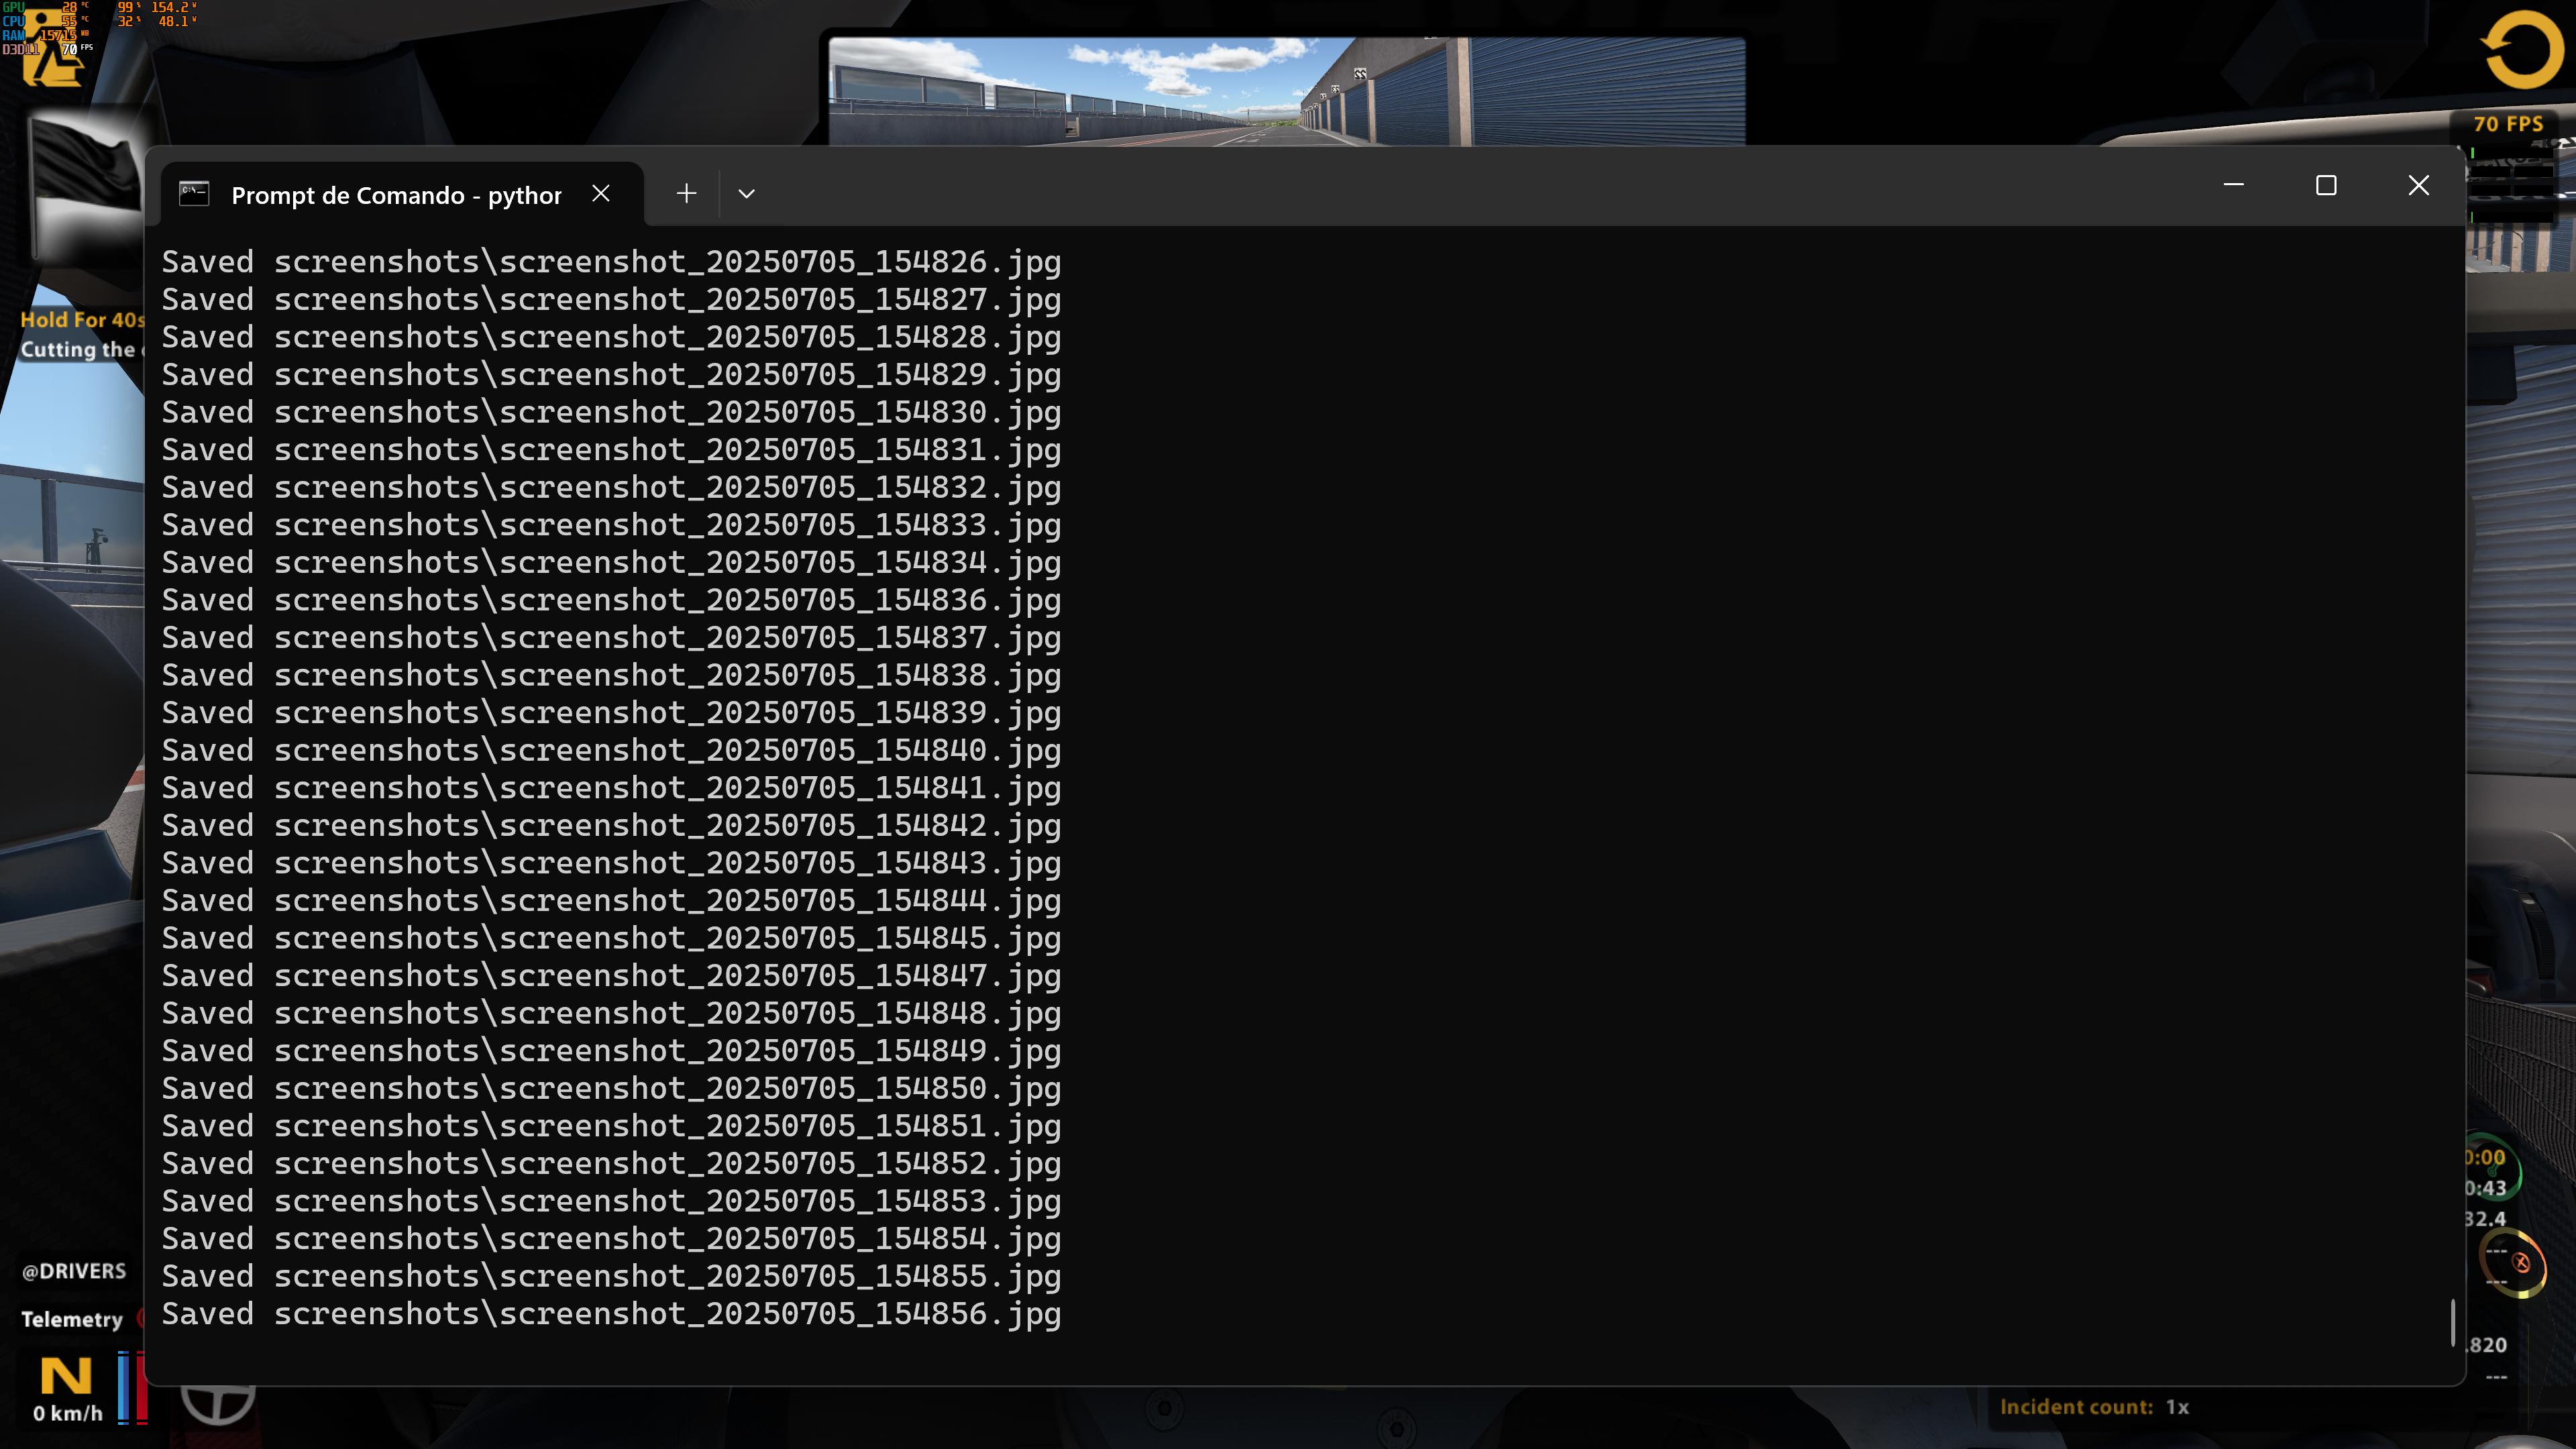 GPU 28 °C 99 % 154.2 W
CPU 55 °C 32 % 48.1 W
RAM 15715 MB
D3D11 70 FPS
70 FPS
Prompt de Comando - python
Hold For 40s
Cutting the
Saved screenshots\screenshot_20250705_154826.jpg
Saved screenshots\screenshot_20250705_154827.jpg
Saved screenshots\screenshot_20250705_154828.jpg
Saved screenshots\screenshot_20250705_154829.jpg
Saved screenshots\screenshot_20250705_154830.jpg
Saved screenshots\screenshot_20250705_154831.jpg
Saved screenshots\screenshot_20250705_154832.jpg
Saved screenshots\screenshot_20250705_154833.jpg
Saved screenshots\screenshot_20250705_154834.jpg
Saved screenshots\screenshot_20250705_154836.jpg
Saved screenshots\screenshot_20250705_154837.jpg
Saved screenshots\screenshot_20250705_154838.jpg
Saved screenshots\screenshot_20250705_154839.jpg
Saved screenshots\screenshot_20250705_154840.jpg
Saved screenshots\screenshot_20250705_154841.jpg
Saved screenshots\screenshot_20250705_154842.jpg
Saved screenshots\screenshot_20250705_154843.jpg
Saved screenshots\screenshot_20250705_154844.jpg
Saved screenshots\screenshot_20250705_154845.jpg
Saved screenshots\screenshot_20250705_154847.jpg
Saved screenshots\screenshot_20250705_154848.jpg
Saved screenshots\screenshot_20250705_154849.jpg
Saved screenshots\screenshot_20250705_154850.jpg
Saved screenshots\screenshot_20250705_154851.jpg
Saved screenshots\screenshot_20250705_154852.jpg
Saved screenshots\screenshot_20250705_154853.jpg
Saved screenshots\screenshot_20250705_154854.jpg
Saved screenshots\screenshot_20250705_154855.jpg
Saved screenshots\screenshot_20250705_154856.jpg
0:00
0:43
32.4
---
---
.820
---
@DRIVERS
Telemetry
N
0 km/h
Incident count: 1x